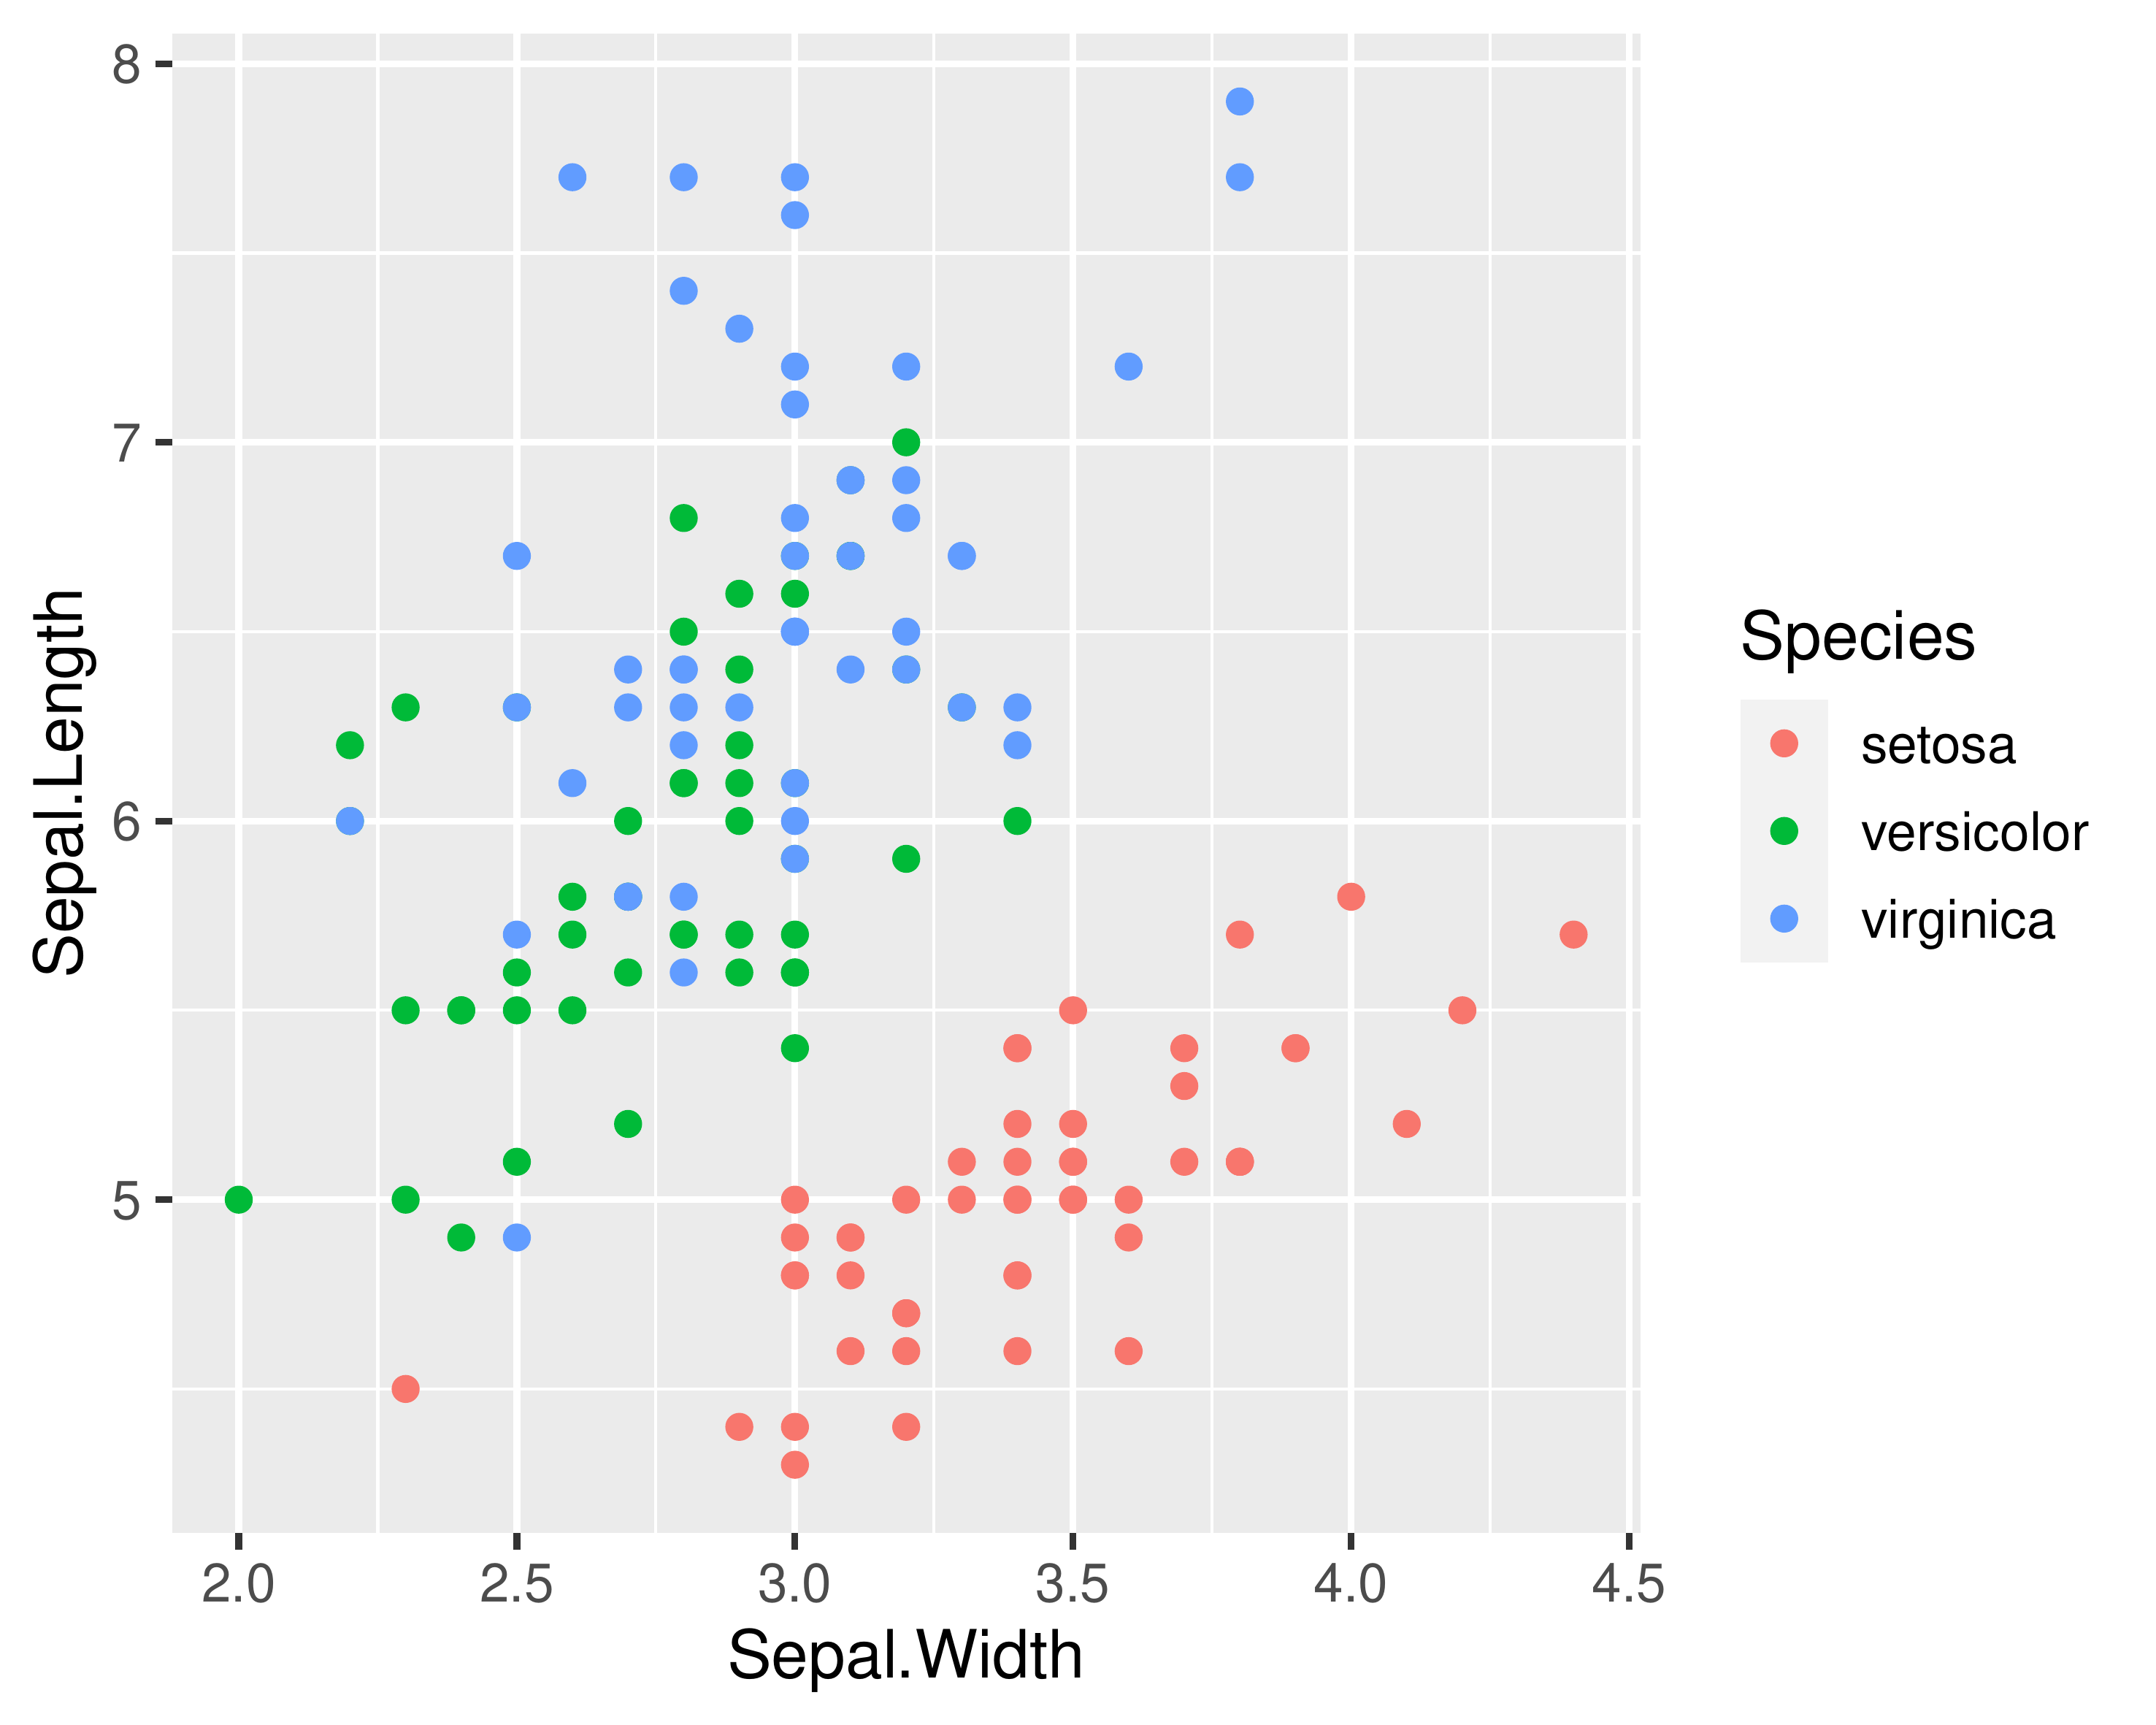 8
7
6
5
Sepal.Length
2.0 2.5 3.0 3.5 4.0 4.5
Sepal.Width
Species
setosa
versicolor
virginica